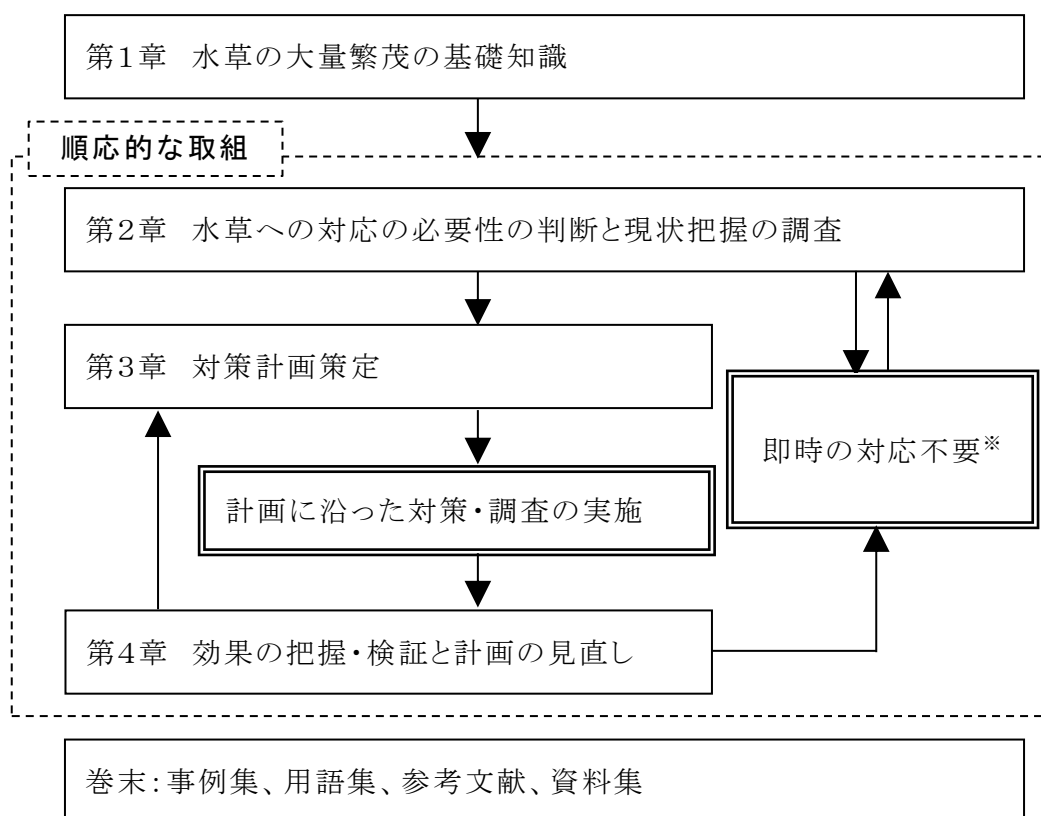 第1章 水草の大量繁茂の基礎知識
順応的な取組
第2章 水草への対応の必要性の判断と現状把握の調査
第3章 対策計画策定
即時の対応不要※
計画に沿った対策・調査の実施
第4章 効果の把握・検証と計画の見直し
巻末:事例集、用語集、参考文献、資料集